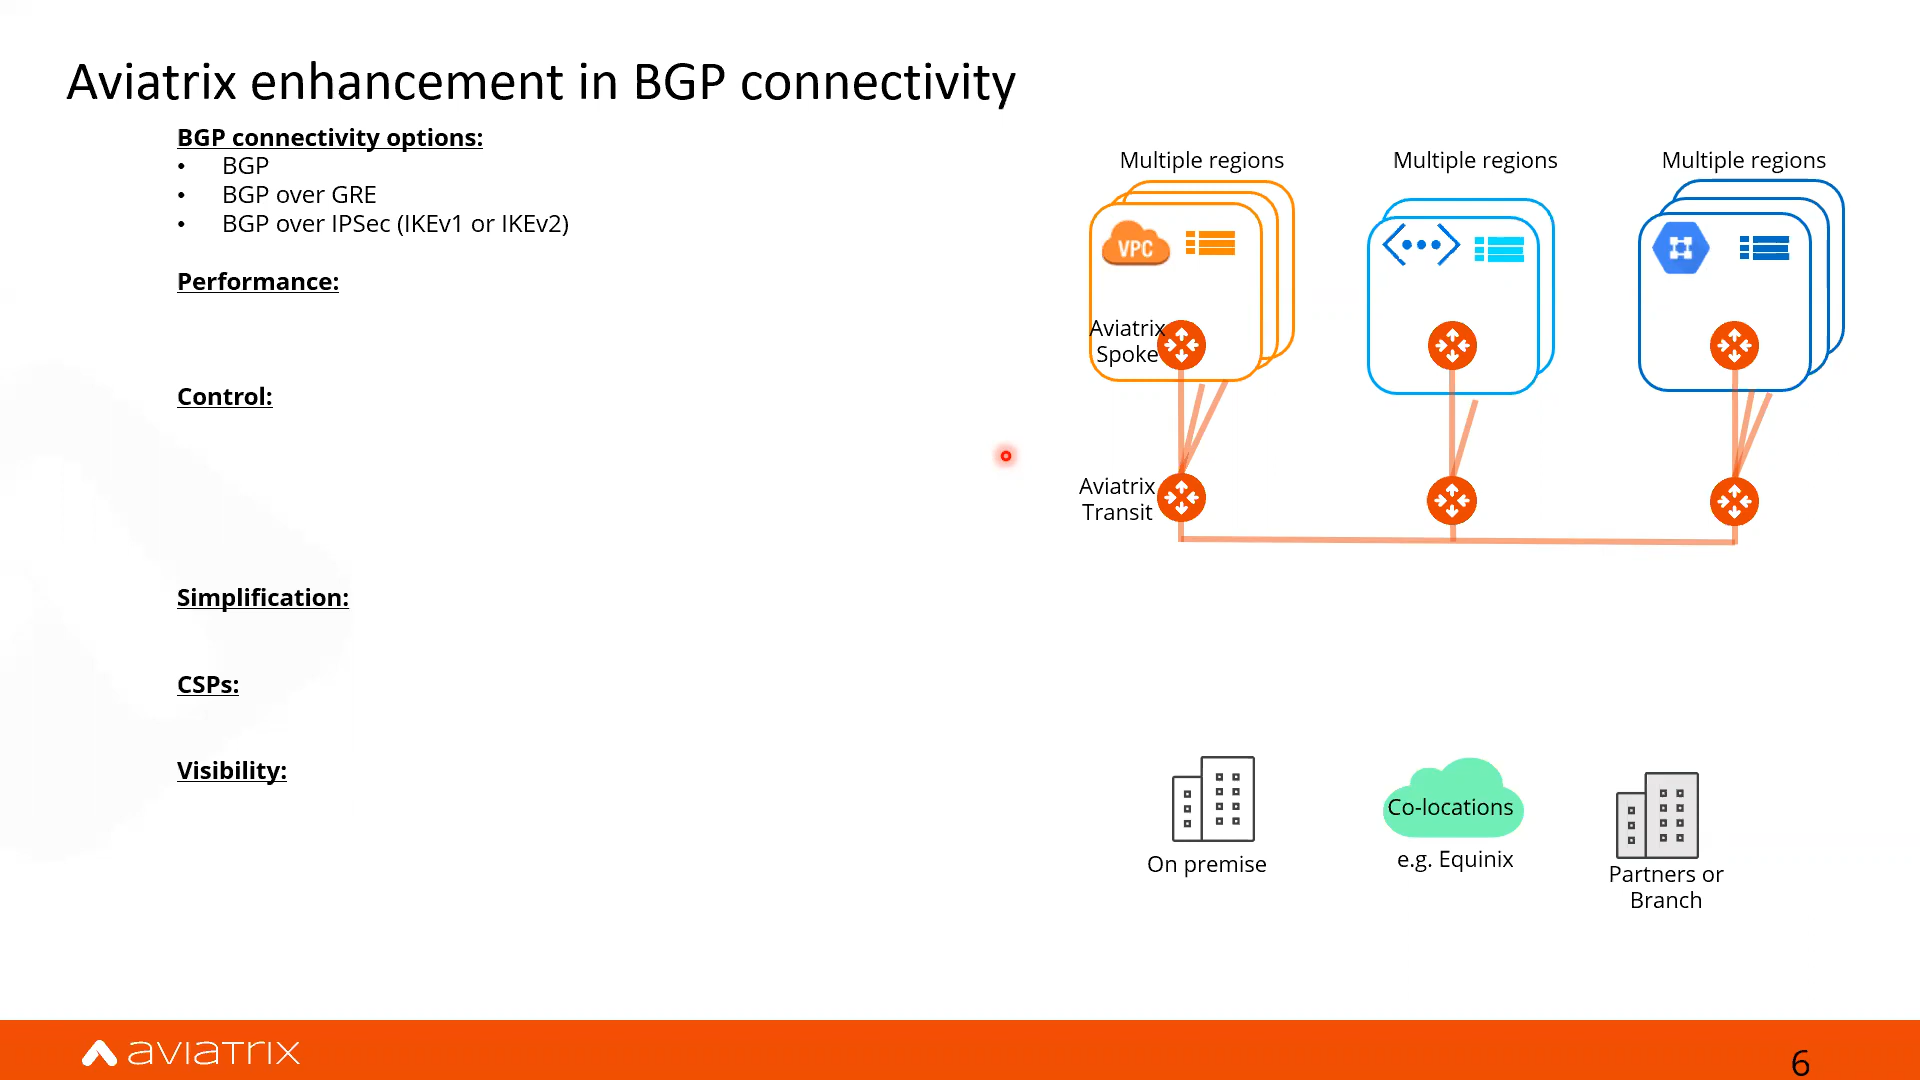 Aviatrix enhancement in BGP connectivity
BGP connectivity options:
• BGP
• BGP over GRE
• BGP over IPSec (IKEv1 or IKEv2)
Performance:
Control:
Simplification:
CSPs:
Visibility:
Multiple regions
Multiple regions
Multiple regions
VPC
Aviatrix
Spoke
Aviatrix
Transit
On premise
Co-locations
e.g. Equinix
Partners or
Branch
aviatrix
6